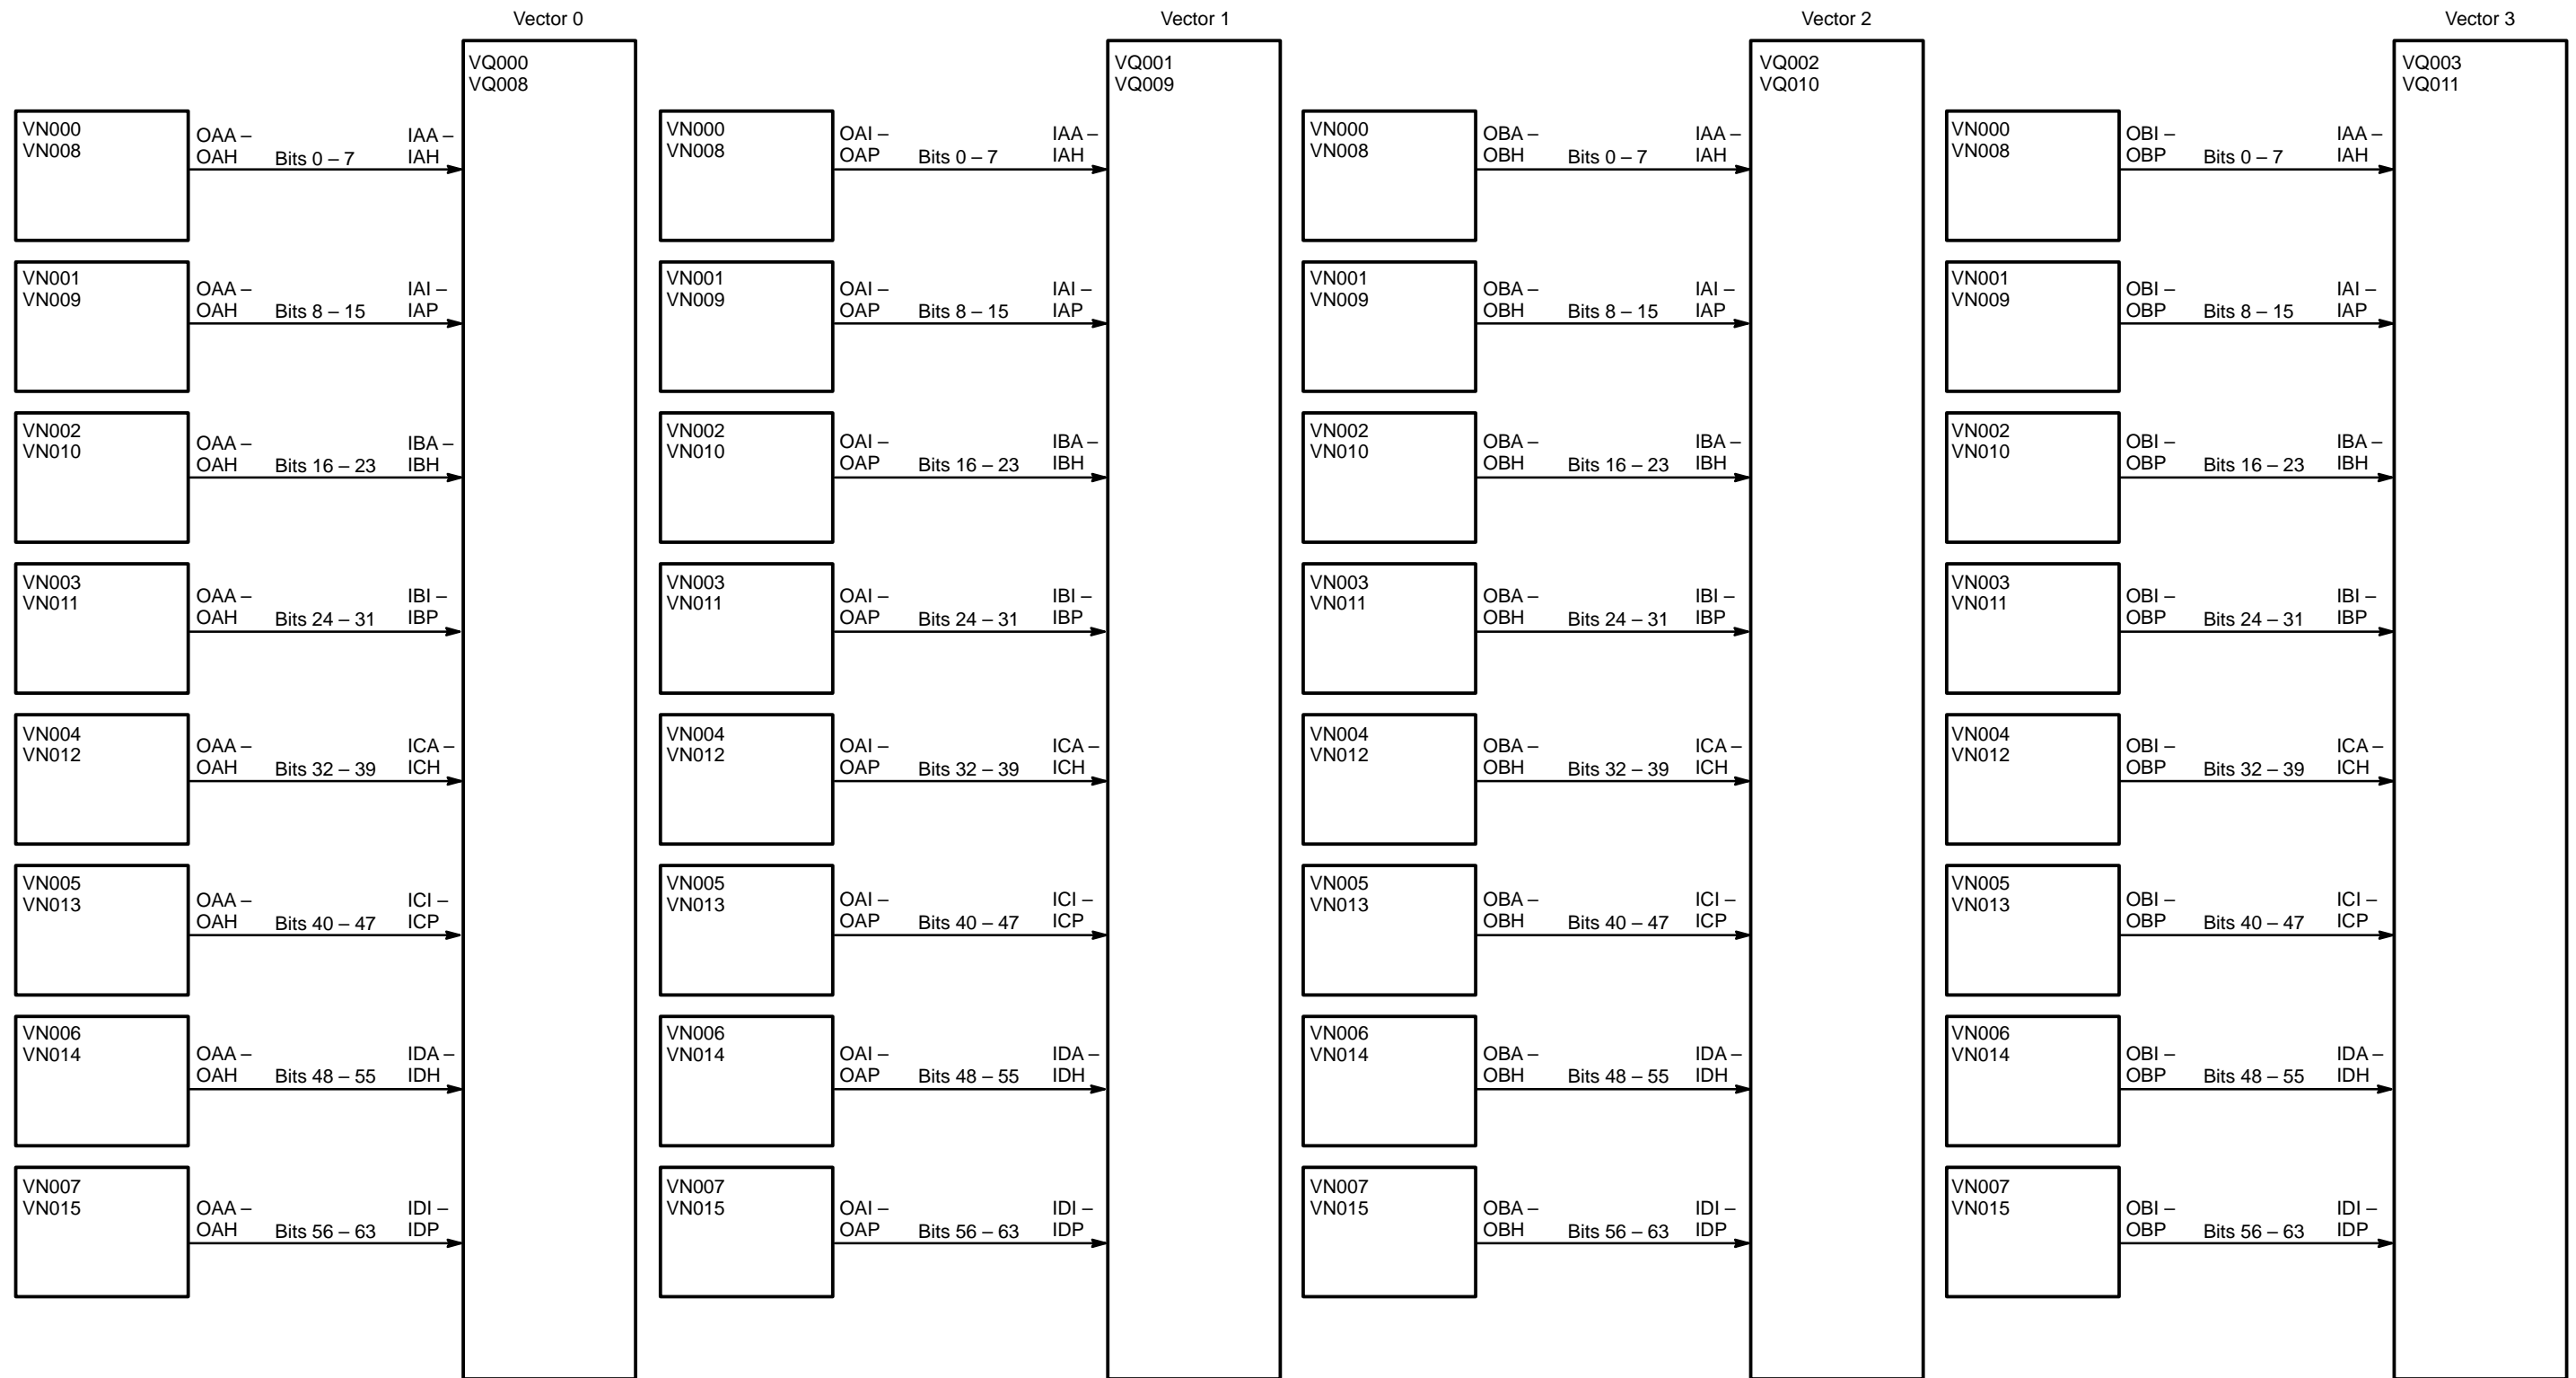 Vector 0
VQ000
VQ008
VN000
VN008
OAA –
OAH
Bits 0 – 7
IAA –
IAH
VN001
VN009
OAA –
OAH
Bits 8 – 15
IAI –
IAP
VN002
VN010
OAA –
OAH
Bits 16 – 23
IBA –
IBH
VN003
VN011
OAA –
OAH
Bits 24 – 31
IBI –
IBP
VN004
VN012
OAA –
OAH
Bits 32 – 39
ICA –
ICH
VN005
VN013
OAA –
OAH
Bits 40 – 47
ICI –
ICP
VN006
VN014
OAA –
OAH
Bits 48 – 55
IDA –
IDH
VN007
VN015
OAA –
OAH
Bits 56 – 63
IDI –
IDP
Vector 1
VQ001
VQ009
VN000
VN008
OAI –
OAP
Bits 0 – 7
IAA –
IAH
VN001
VN009
OAI –
OAP
Bits 8 – 15
IAI –
IAP
VN002
VN010
OAI –
OAP
Bits 16 – 23
IBA –
IBH
VN003
VN011
OAI –
OAP
Bits 24 – 31
IBI –
IBP
VN004
VN012
OAI –
OAP
Bits 32 – 39
ICA –
ICH
VN005
VN013
OAI –
OAP
Bits 40 – 47
ICI –
ICP
VN006
VN014
OAI –
OAP
Bits 48 – 55
IDA –
IDH
VN007
VN015
OAI –
OAP
Bits 56 – 63
IDI –
IDP
Vector 2
VQ002
VQ010
VN000
VN008
OBA –
OBH
Bits 0 – 7
IAA –
IAH
VN001
VN009
OBA –
OBH
Bits 8 – 15
IAI –
IAP
VN002
VN010
OBA –
OBH
Bits 16 – 23
IBA –
IBH
VN003
VN011
OBA –
OBH
Bits 24 – 31
IBI –
IBP
VN004
VN012
OBA –
OBH
Bits 32 – 39
ICA –
ICH
VN005
VN013
OBA –
OBH
Bits 40 – 47
ICI –
ICP
VN006
VN014
OBA –
OBH
Bits 48 – 55
IDA –
IDH
VN007
VN015
OBA –
OBH
Bits 56 – 63
IDI –
IDP
Vector 3
VQ003
VQ011
VN000
VN008
OBI –
OBP
Bits 0 – 7
IAA –
IAH
VN001
VN009
OBI –
OBP
Bits 8 – 15
IAI –
IAP
VN002
VN010
OBI –
OBP
Bits 16 – 23
IBA –
IBH
VN003
VN011
OBI –
OBP
Bits 24 – 31
IBI –
IBP
VN004
VN012
OBI –
OBP
Bits 32 – 39
ICA –
ICH
VN005
VN013
OBI –
OBP
Bits 40 – 47
ICI –
ICP
VN006
VN014
OBI –
OBP
Bits 48 – 55
IDA –
IDH
VN007
VN015
OBI –
OBP
Bits 56 – 63
IDI –
IDP